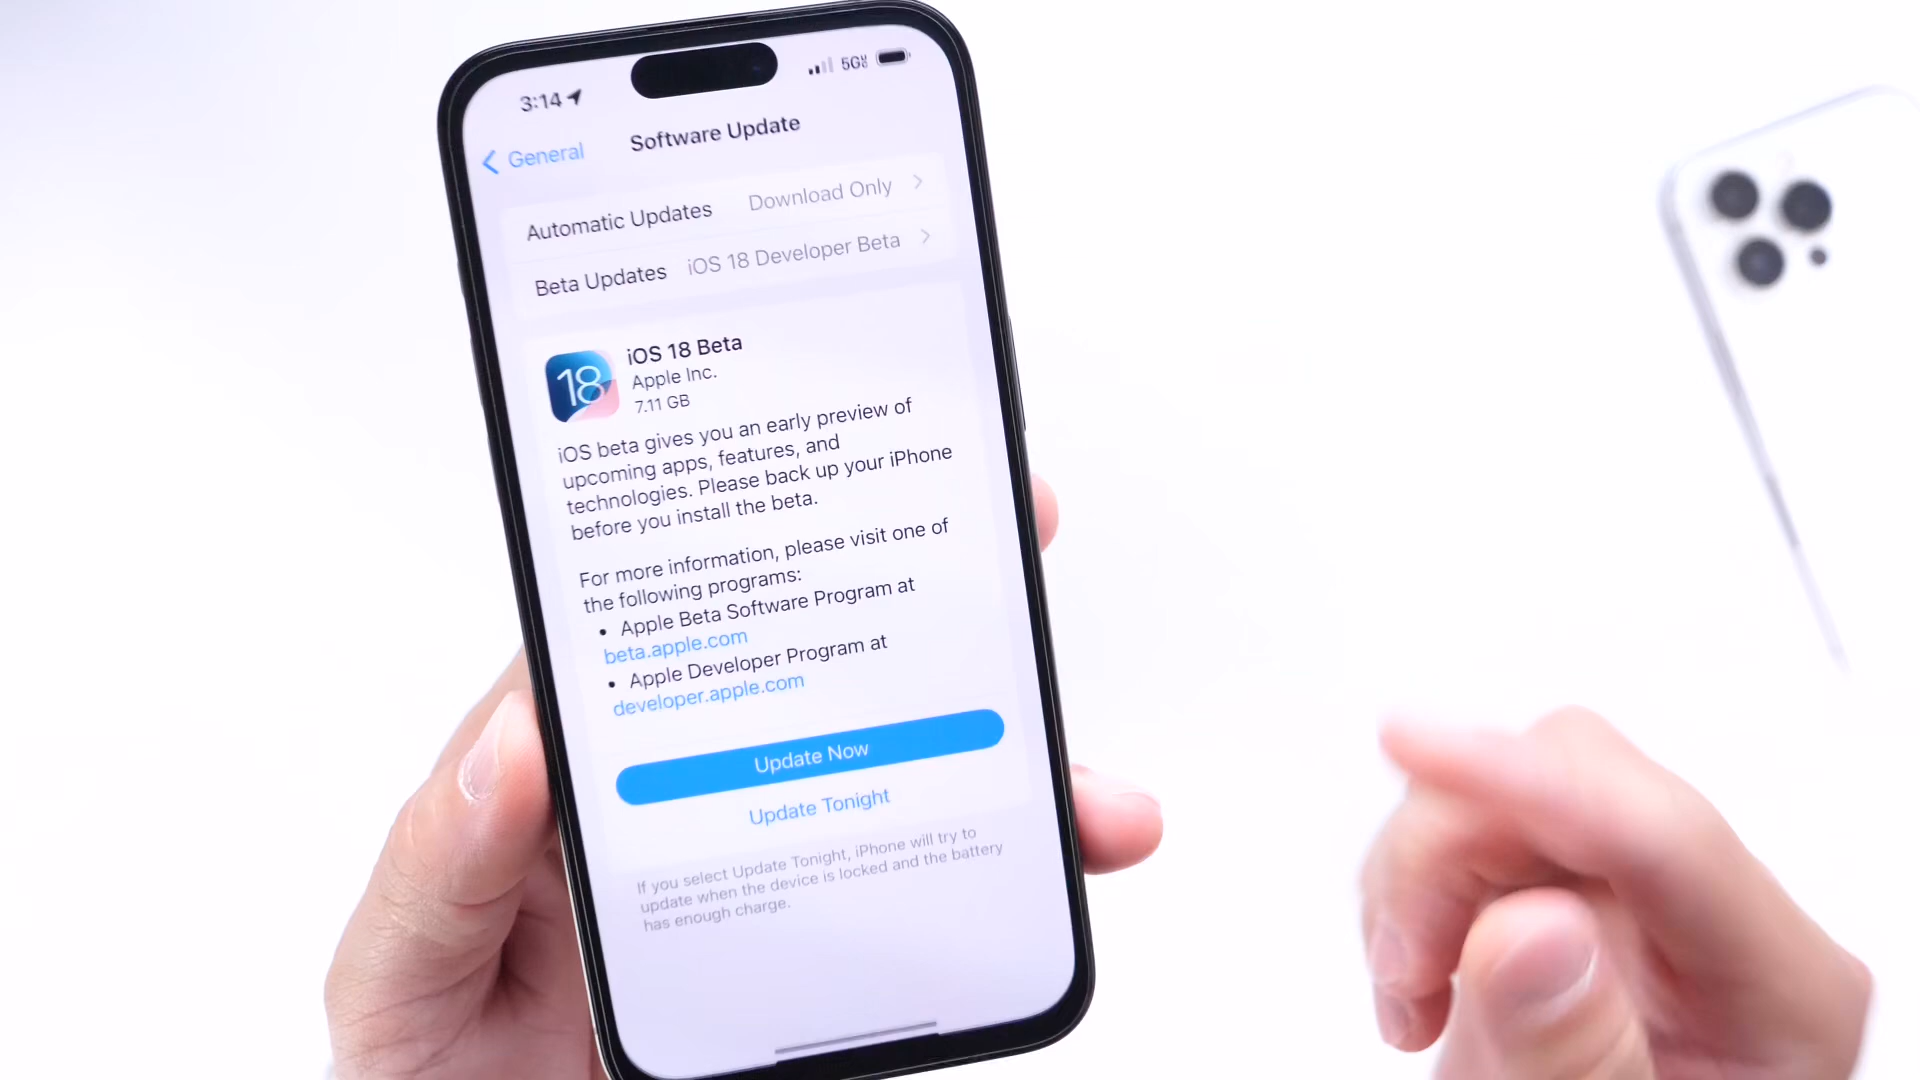 3:14
5G
General
Software Update
Automatic Updates Download Only
Beta Updates iOS 18 Developer Beta
18
iOS 18 Beta
Apple Inc.
7.11 GB
iOS beta gives you an early preview of
upcoming apps, features, and
technologies. Please back up your iPhone
before you install the beta.
For more information, please visit one of
the following programs:
• Apple Beta Software Program at
beta.apple.com
• Apple Developer Program at
developer.apple.com
Update Now
Update Tonight
If you select Update Tonight, iPhone will try to
update when the device is locked and the battery
has enough charge.